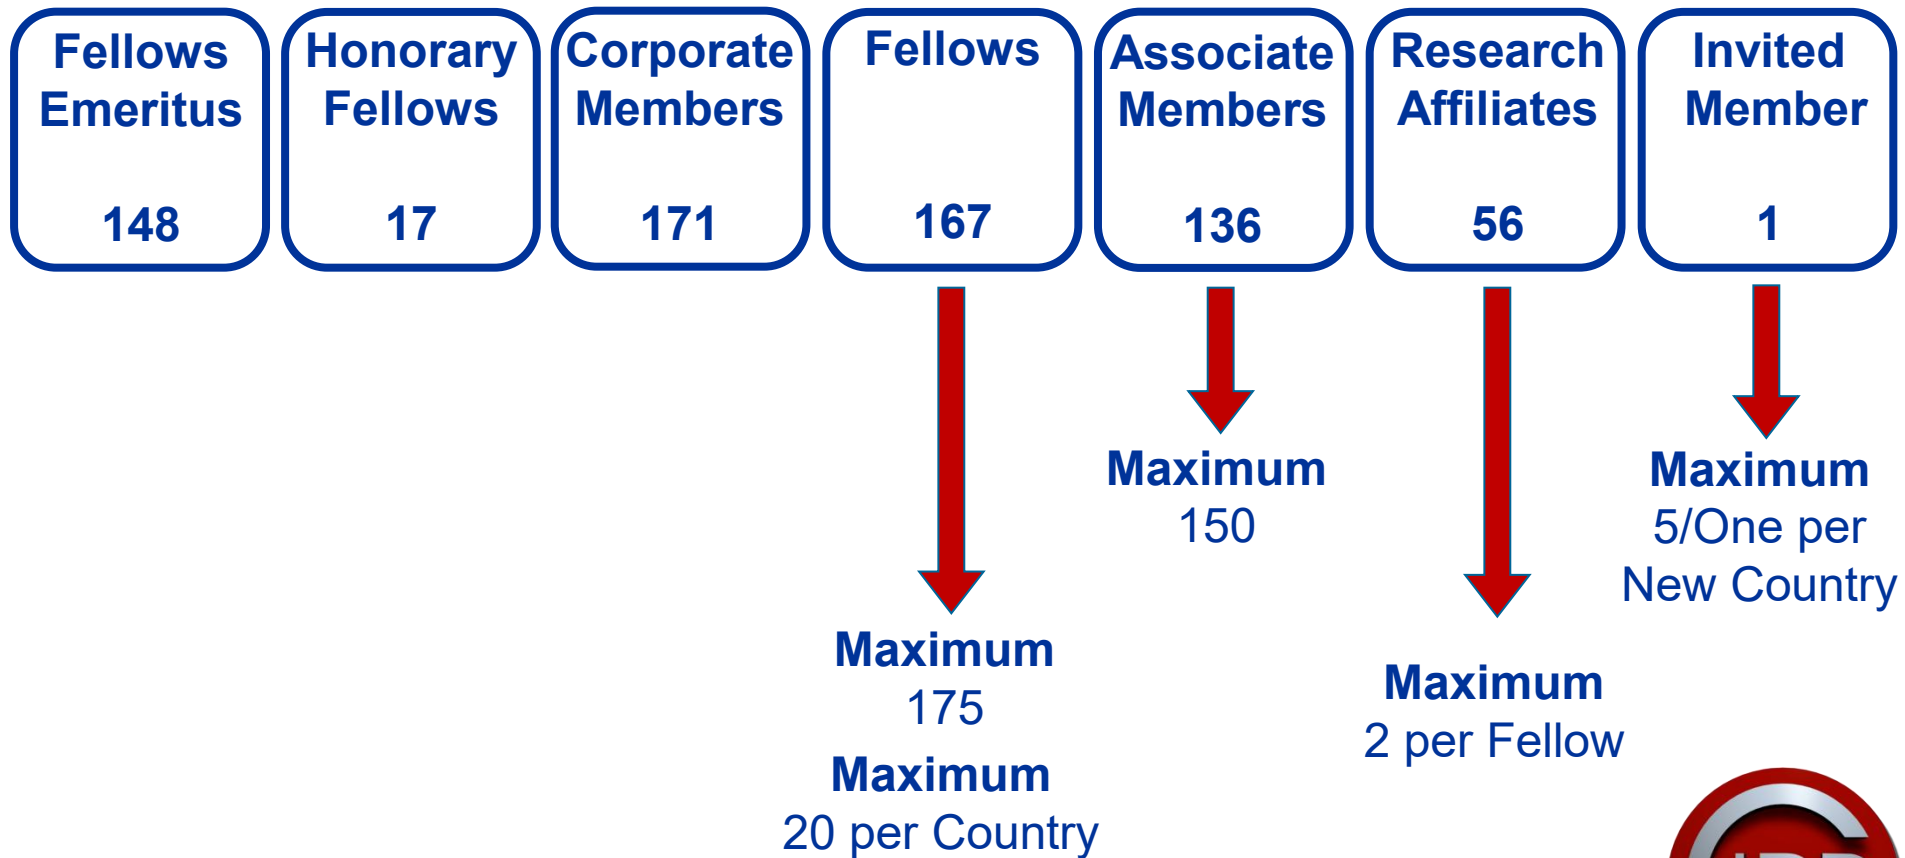 Fellows
Emeritus
148
Honorary
Fellows
17
Corporate
Members
171
Fellows
167
Associate
Members
136
Research
Affiliates
56
Invited
Member
1
Maximum
175
Maximum
20 per Country
Maximum
150
Maximum
2 per Fellow
Maximum
5/One per
New Country